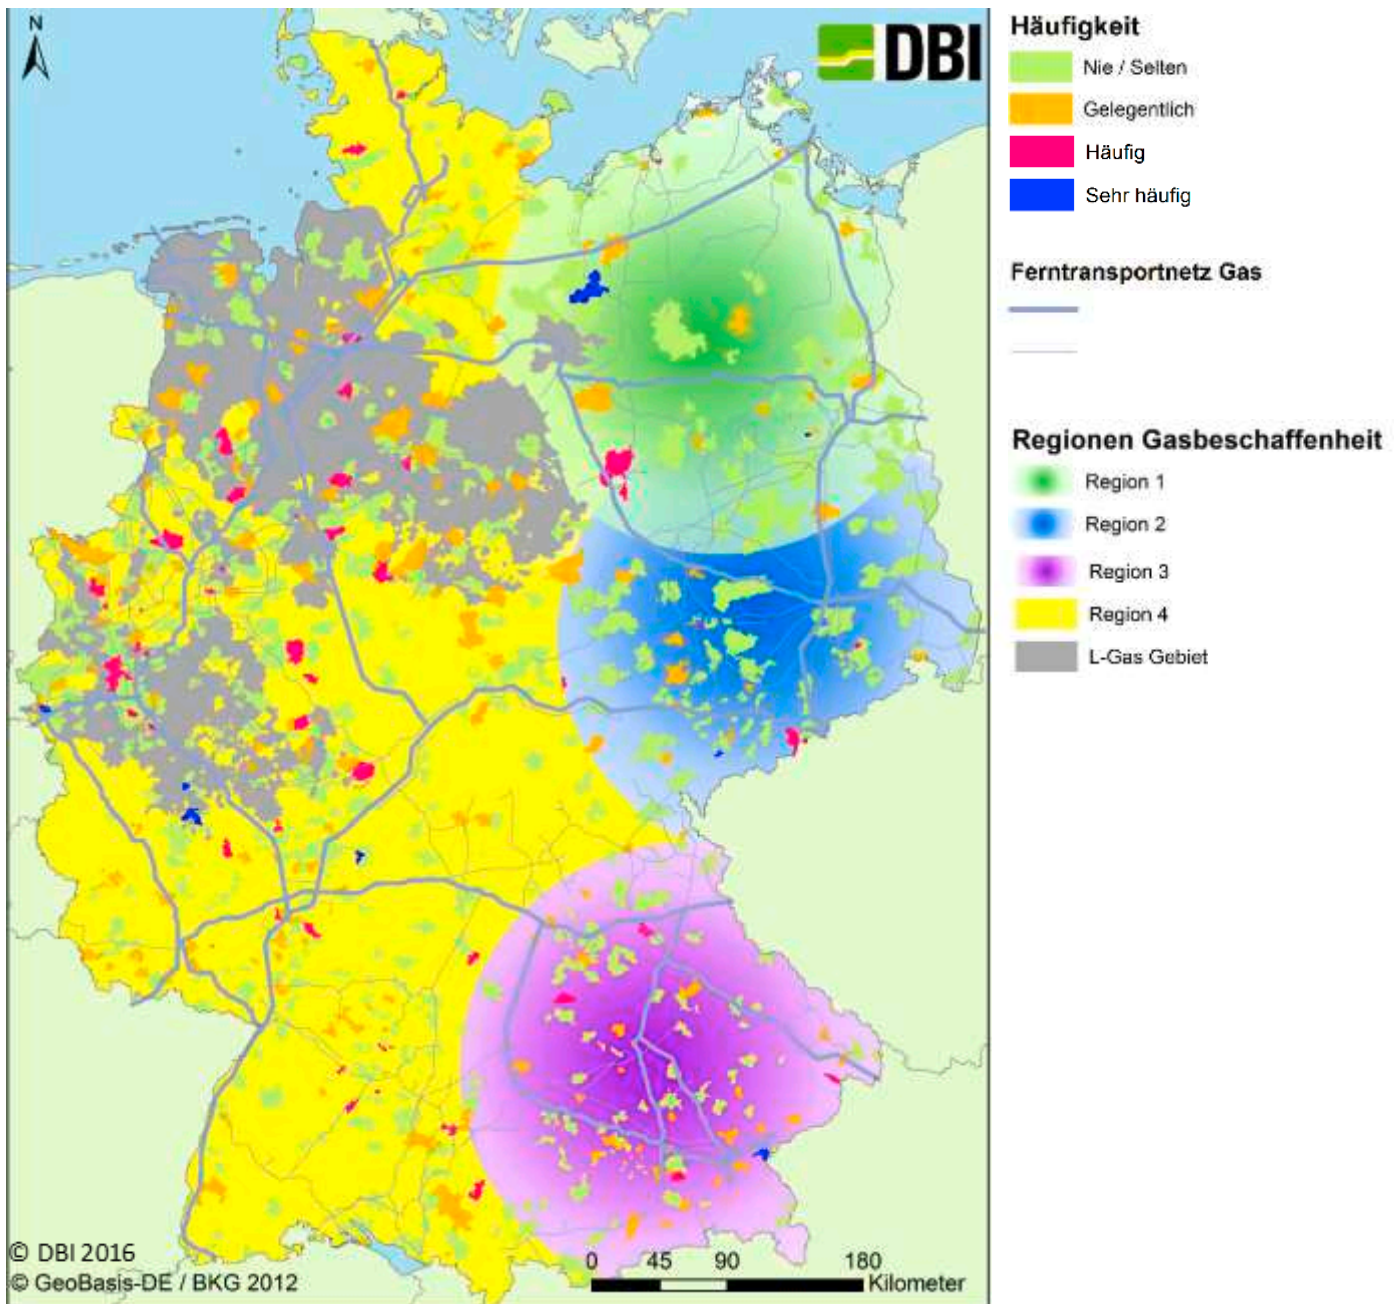 N
DBI
Häufigkeit
Nie / Selten
Gelegentlich
Häufig
Sehr häufig
Ferntransportnetz Gas
Regionen Gasbeschaffenheit
Region 1
Region 2
Region 3
Region 4
L-Gas Gebiet
© DBI 2016
© GeoBasis-DE / BKG 2012
0 45 90 180
Kilometer